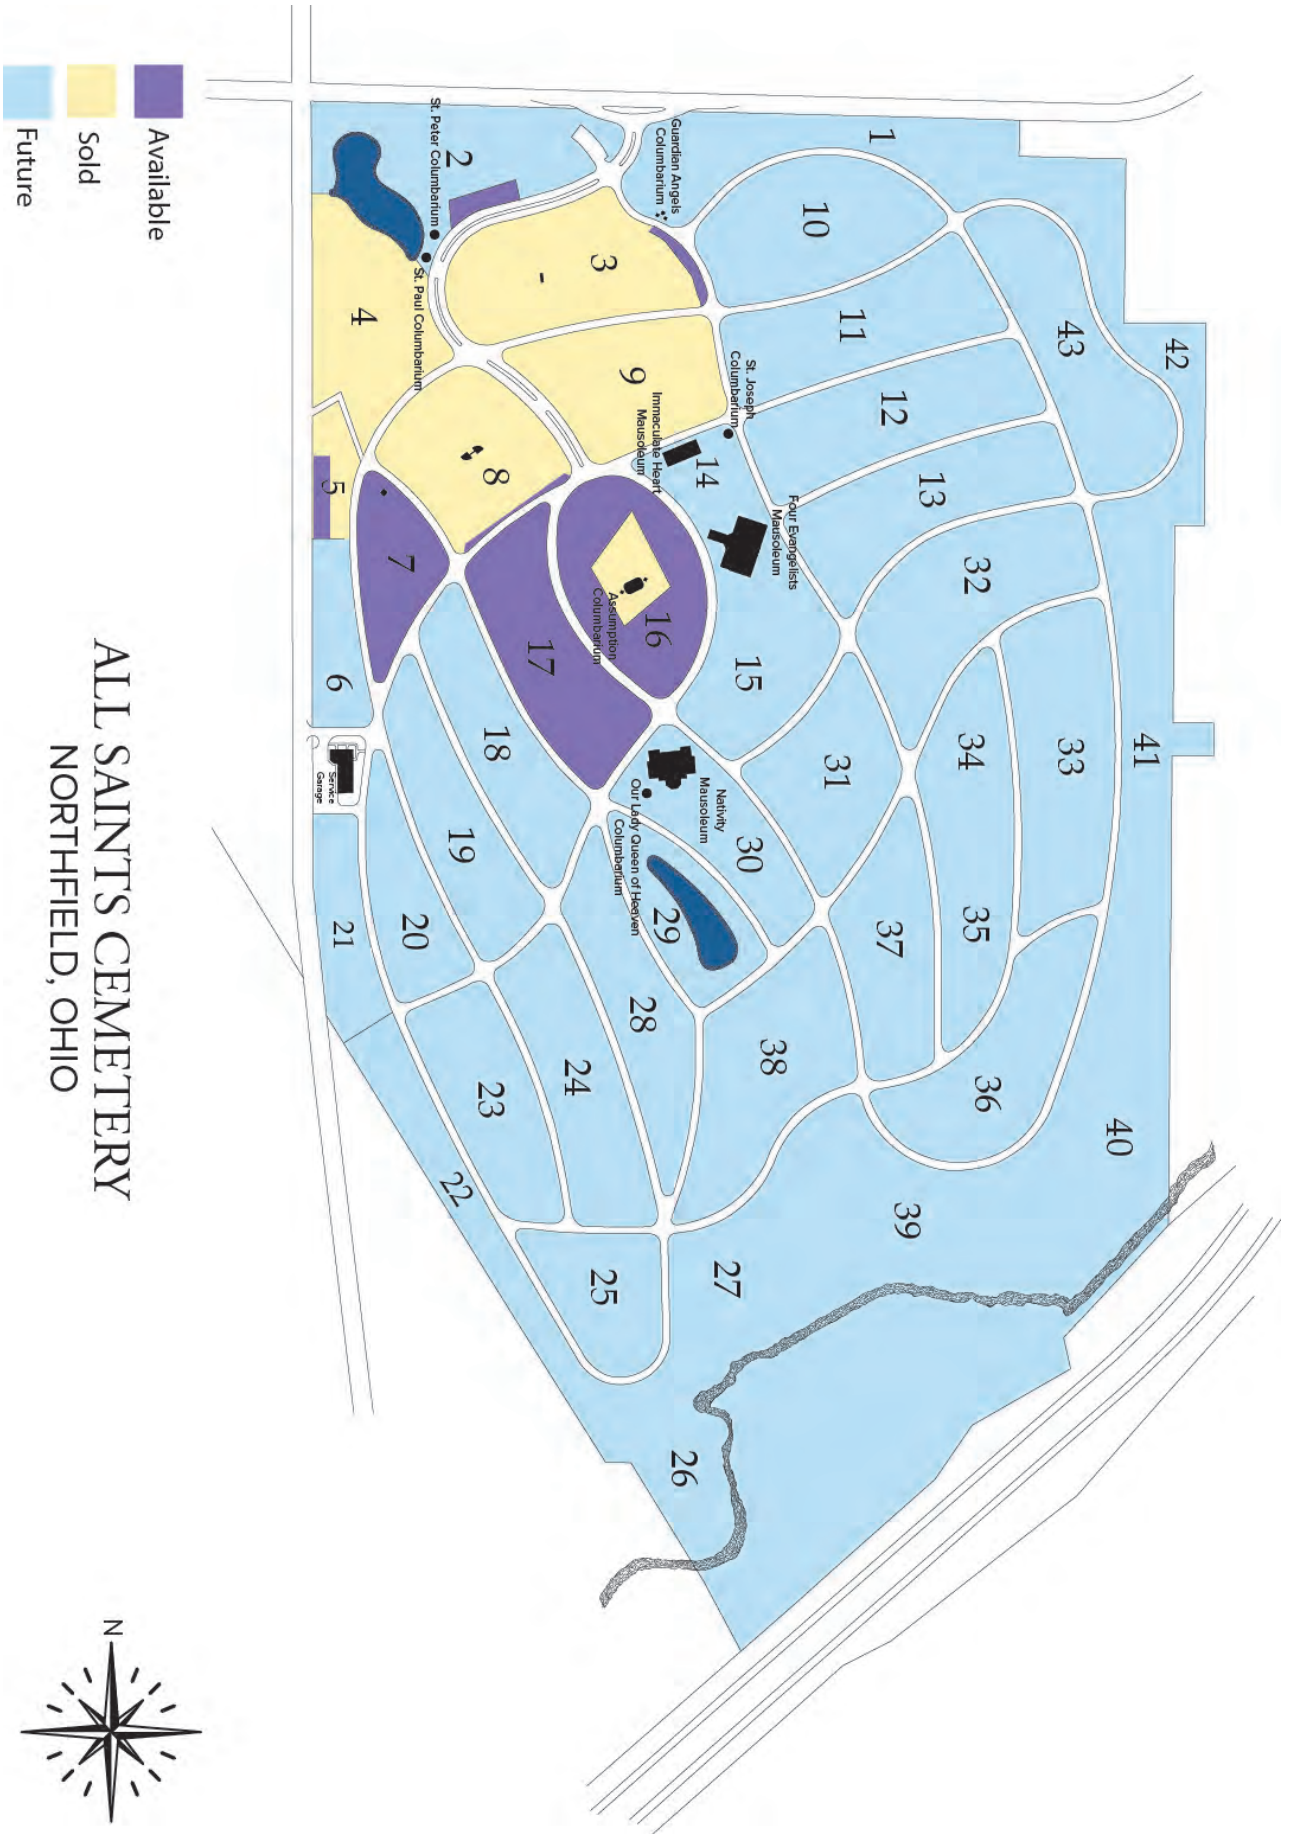 ALL SAINTS CEMETERY
NORTHFIELD, OHIO
Available
Sold
Future
N
1
2
3
4
5
6
7
8
9
10
11
12
13
14
15
16
17
18
19
20
21
22
23
24
25
26
27
28
29
30
31
32
33
34
35
36
37
38
39
40
41
42
43
Guardian Angels
Columbarium
St. Peter Columbarium
St. Paul Columbarium
St. Joseph
Columbarium
Immaculate Heart
Mausoleum
Four Evangelists
Mausoleum
Assumption
Columbarium
Nativity
Mausoleum
Our Lady Queen of Heaven
Columbarium
Service
Garage